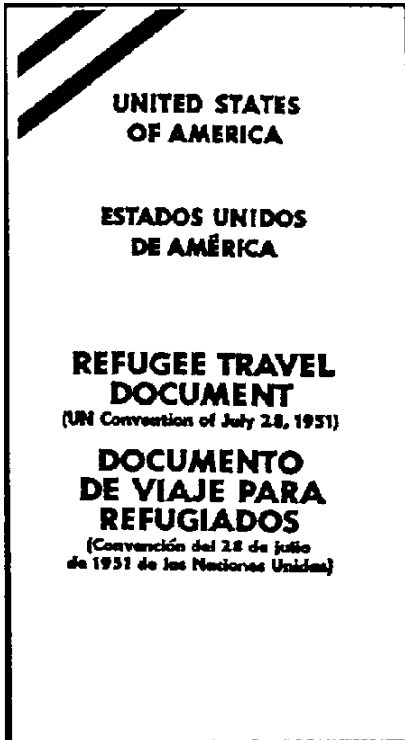 UNITED STATES
OF AMERICA
ESTADOS UNIDOS
DE AMÉRICA
REFUGEE TRAVEL
DOCUMENT
(UN Convention of July 28, 1951)
DOCUMENTO
DE VIAJE PARA
REFUGIADOS
(Convención del 28 de julio
de 1951 de las Naciones Unidas)